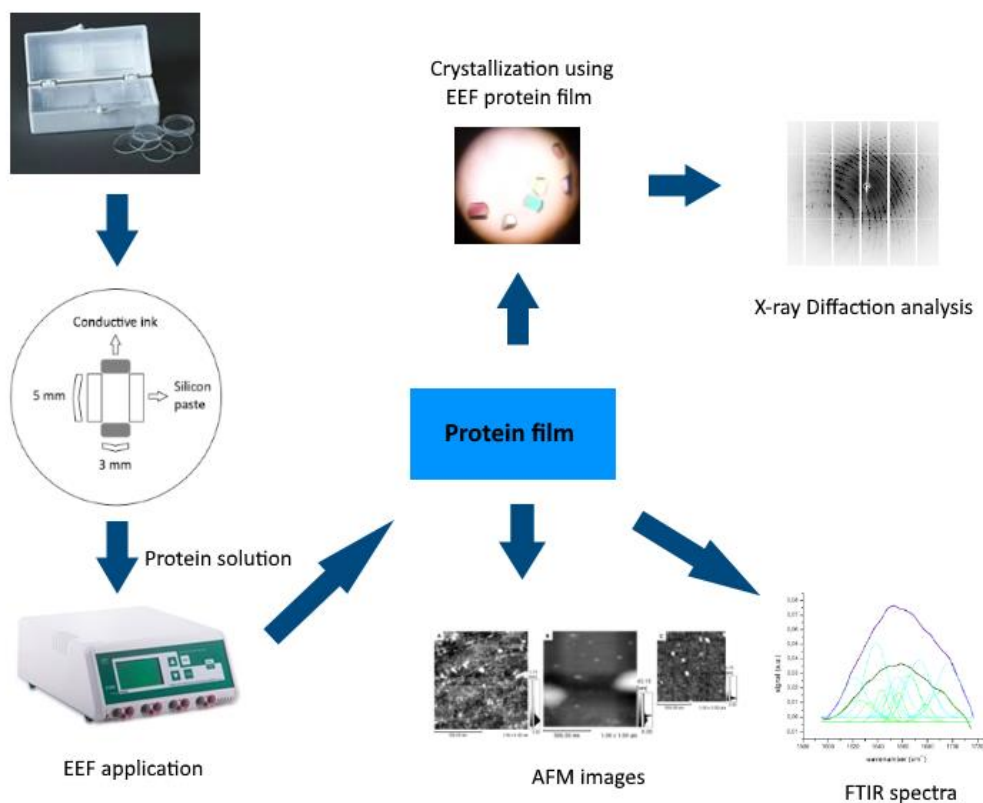 Crystallization using
EEF protein film
X-ray Diffaction analysis
Conductive ink
5 mm
Silicon
paste
3 mm
Protein film
Protein solution
EEF application
A
B
C
AFM images
FTIR spectra